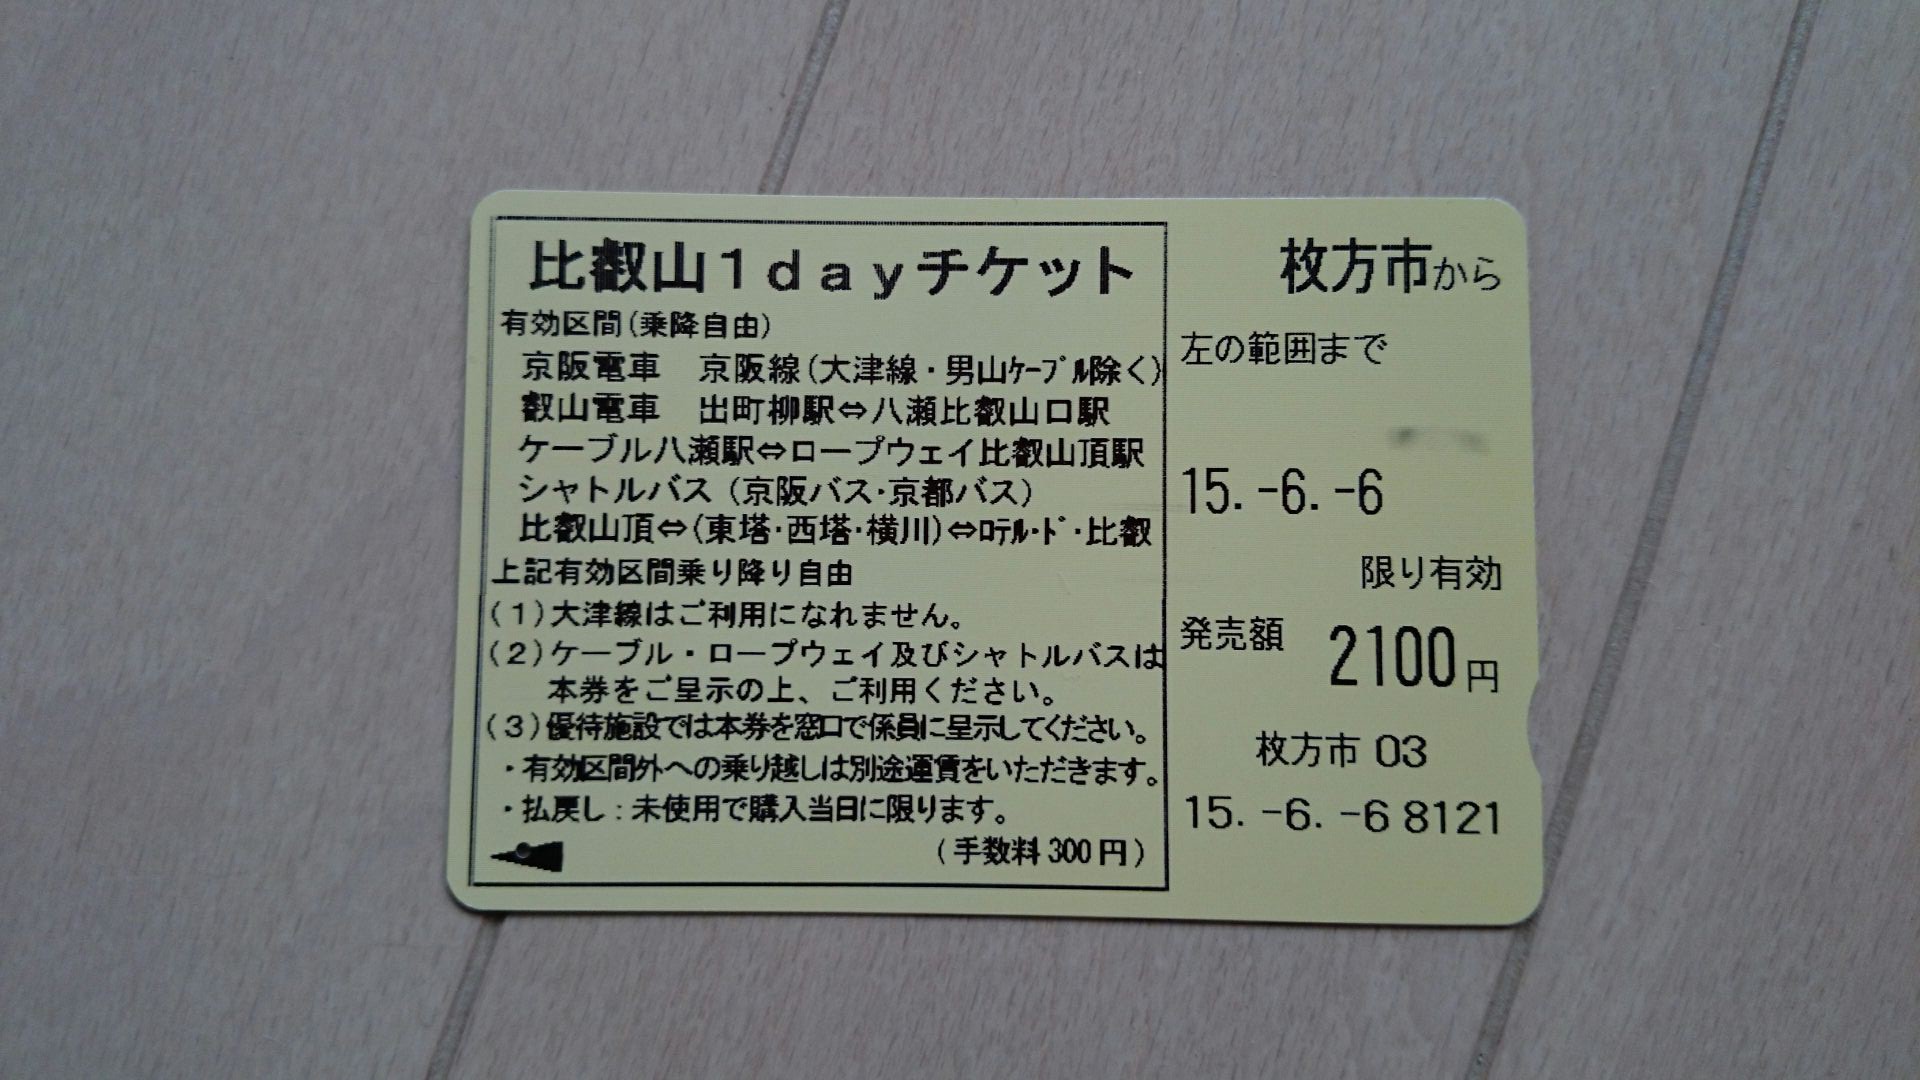 比叡山1dayチケット
有効区間(乗降自由)
京阪電車 京阪線(大津線・男山ｹｰﾌﾞﾙ除く)
叡山電車 出町柳駅⇔八瀬比叡山口駅
ケーブル八瀬駅⇔ロープウェイ比叡山頂駅
シャトルバス(京阪バス・京都バス)
比叡山頂⇔(東塔・西塔・横川)⇔ﾛﾃﾙ・ﾄﾞ・比叡
上記有効区間乗り降り自由
(1)大津線はご利用になれません。
(2)ケーブル・ロープウェイ及びシャトルバスは
本券をご呈示の上、ご利用ください。
(3)優待施設では本券を窓口で係員に呈示してください。
・有効区間外への乗り越しは別途運賃をいただきます。
・払戻し:未使用で購入当日に限ります。
(手数料300円)
枚方市から
左の範囲まで
15.-6.-6
限り有効
発売額 2100円
枚方市 03
15.-6.-6 8121